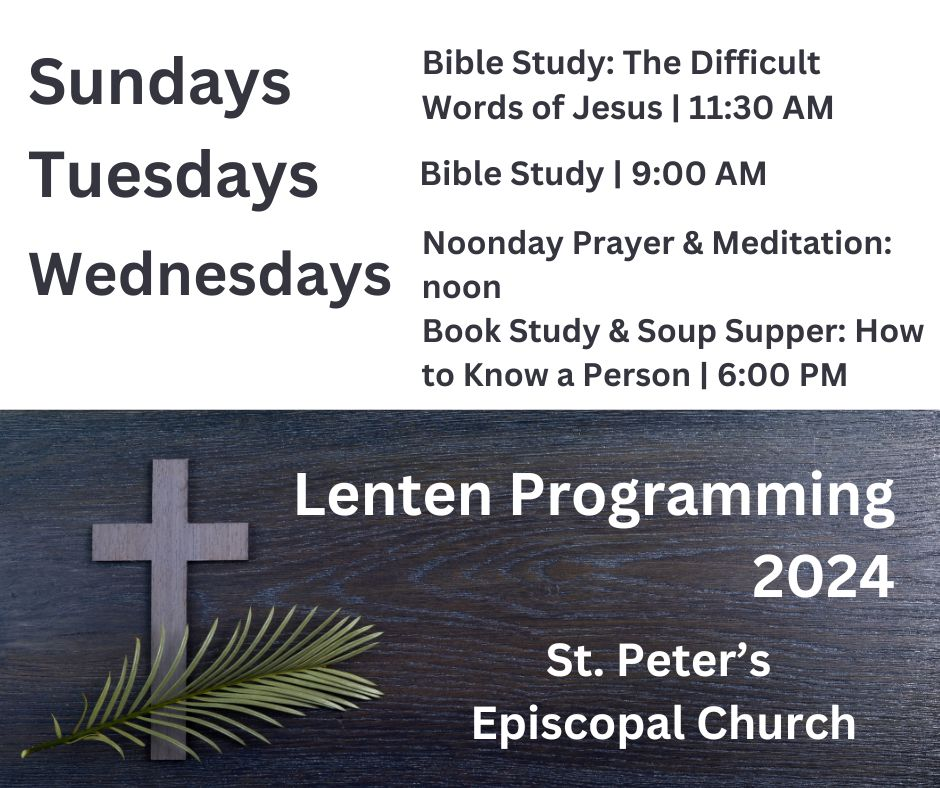 Sundays
Bible Study: The Difficult
Words of Jesus | 11:30 AM
Tuesdays
Bible Study | 9:00 AM
Wednesdays
Noonday Prayer & Meditation:
noon
Book Study & Soup Supper: How
to Know a Person | 6:00 PM
Lenten Programming
2024
St. Peter’s
Episcopal Church